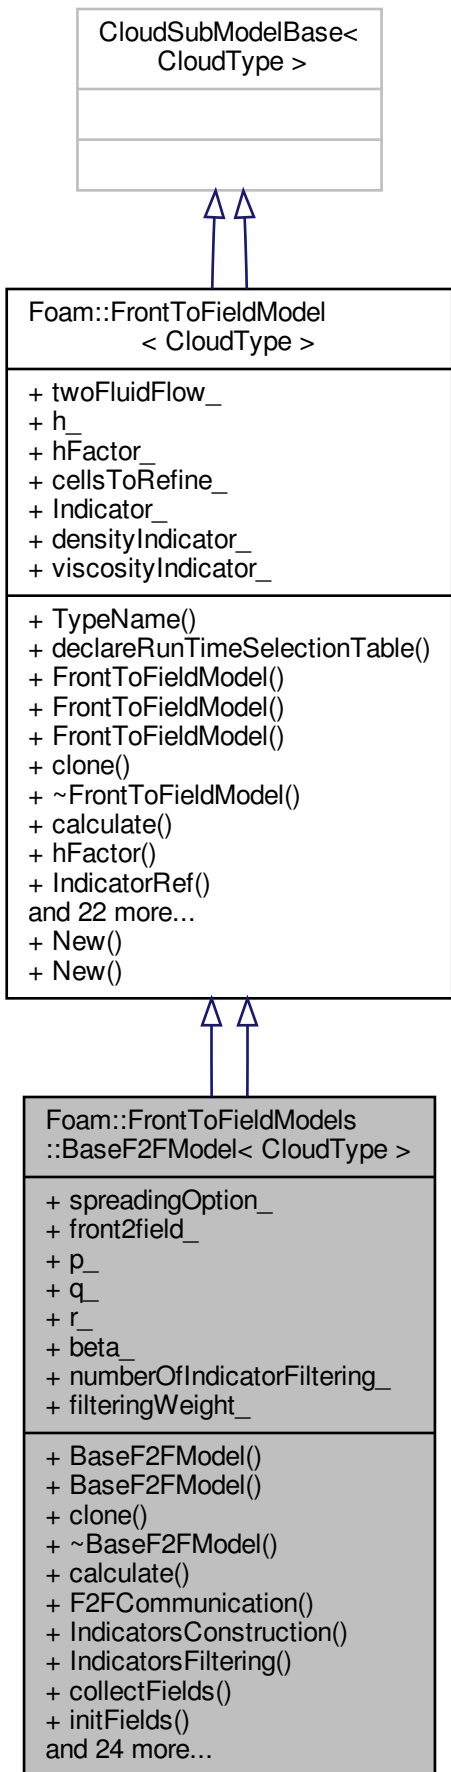 CloudSubModelBase<
CloudType >
Foam::FrontToFieldModel
< CloudType >
+ twoFluidFlow_
+ h_
+ hFactor_
+ cellsToRefine_
+ Indicator_
+ densityIndicator_
+ viscosityIndicator_
+ TypeName()
+ declareRunTimeSelectionTable()
+ FrontToFieldModel()
+ FrontToFieldModel()
+ FrontToFieldModel()
+ clone()
+ ~FrontToFieldModel()
+ calculate()
+ hFactor()
+ IndicatorRef()
and 22 more...
+ New()
+ New()
Foam::FrontToFieldModels
::BaseF2FModel< CloudType >
+ spreadingOption_
+ front2field_
+ p_
+ q_
+ r_
+ beta_
+ numberOfIndicatorFiltering_
+ filteringWeight_
+ BaseF2FModel()
+ BaseF2FModel()
+ clone()
+ ~BaseF2FModel()
+ calculate()
+ F2FCommunication()
+ IndicatorsConstruction()
+ IndicatorsFiltering()
+ collectFields()
+ initFields()
and 24 more...